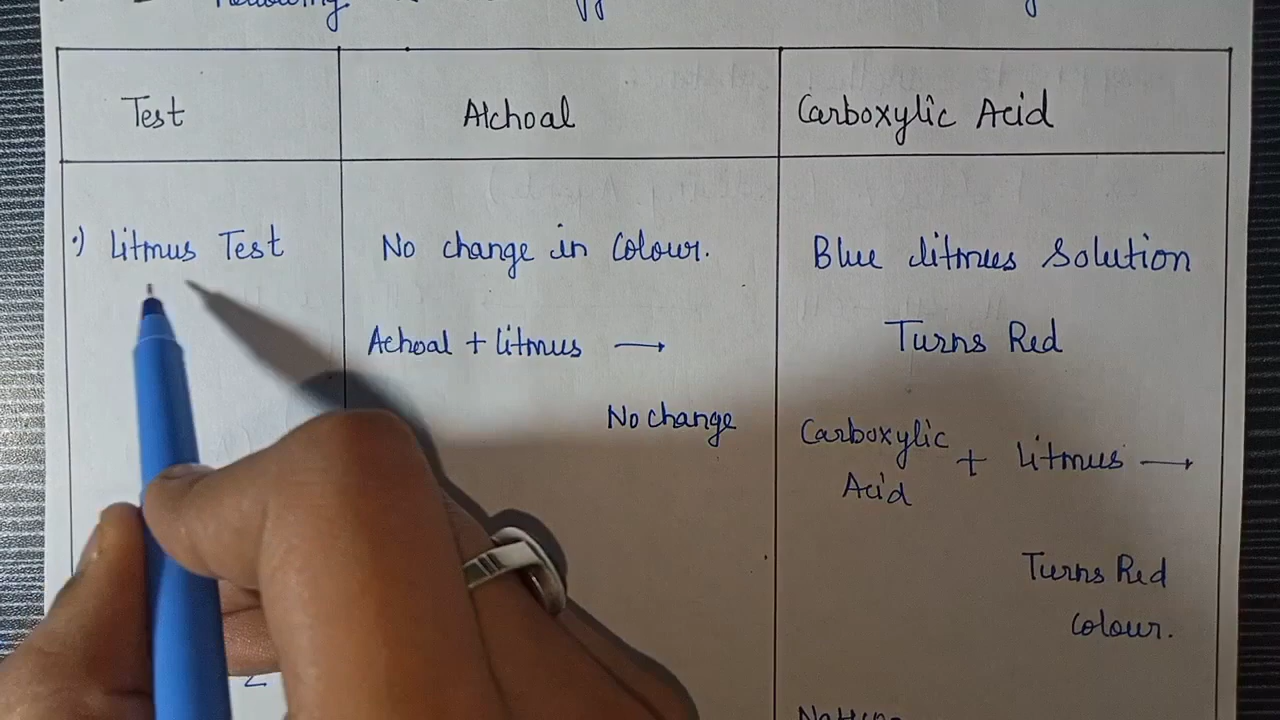 Following
Test Alchoal Carboxylic Acid
•) Litmus Test No change in Colour. Blue litmus Solution
Achoal + litmus → Turns Red
No change Carboxylic Acid + litmus →
Turns Red
colour.